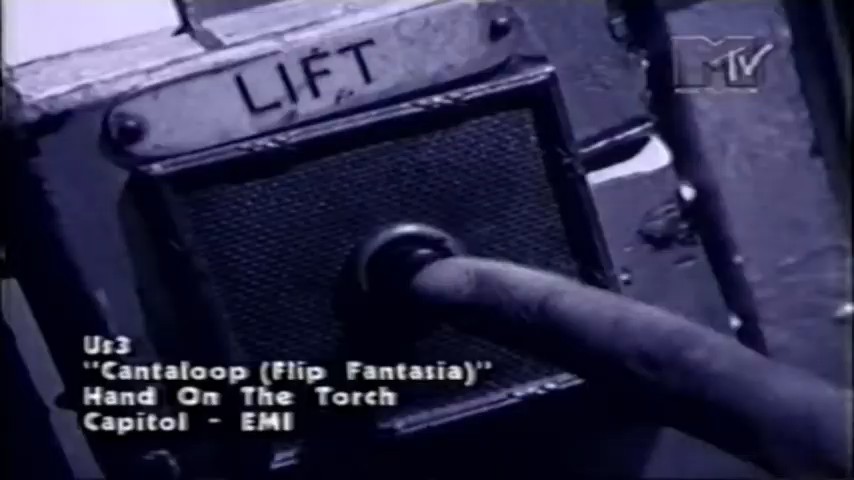 LIFT
MTV
Us3
"Cantaloop (Flip Fantasia)"
Hand On The Torch
Capitol - EMI